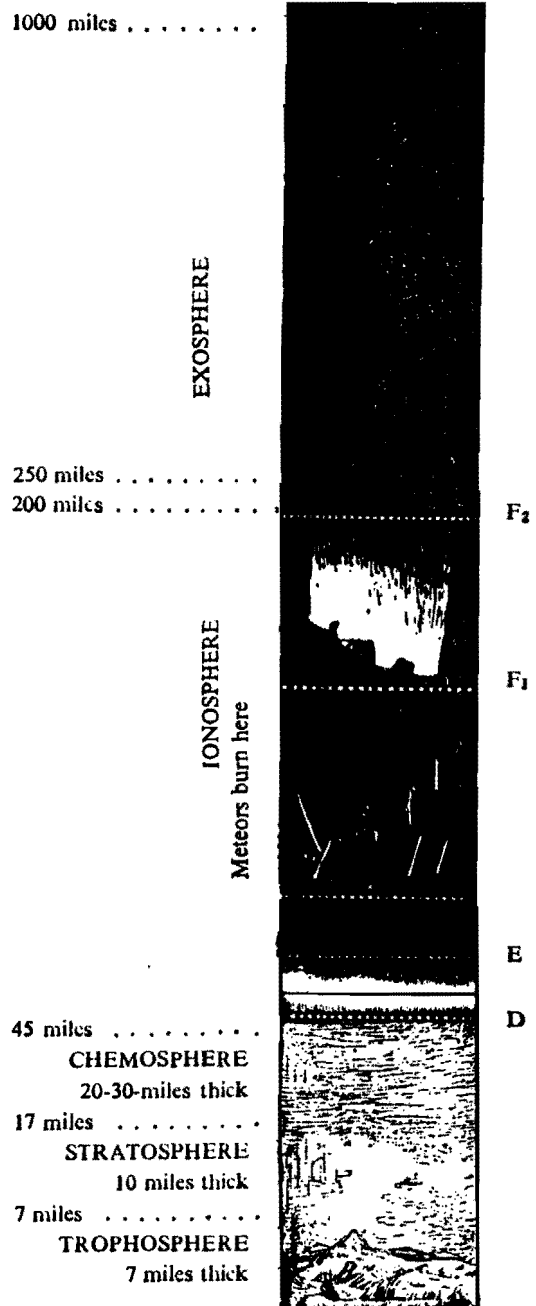 1000 miles . . . . . . . .
EXOSPHERE
250 miles . . . . . . . . .
200 miles . . . . . . . . .
F₂
IONOSPHERE
Meteors burn here
F₁
E
D
45 miles . . . . . . . . .
CHEMOSPHERE
20-30-miles thick
17 miles . . . . . . . . .
STRATOSPHERE
10 miles thick
7 miles . . . . . . . . . .
TROPHOSPHERE
7 miles thick